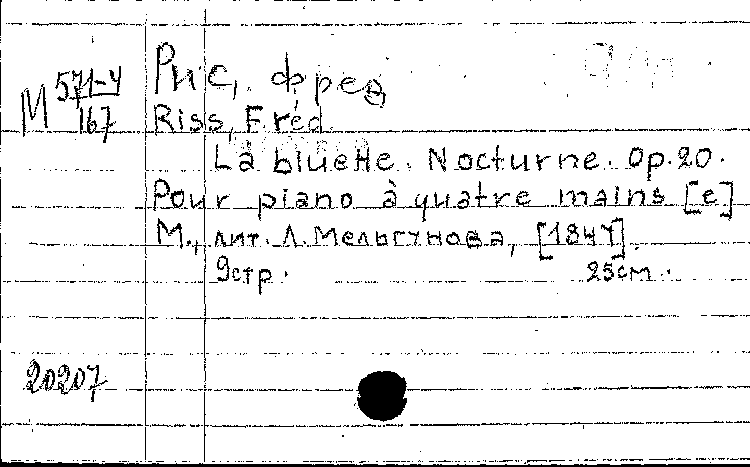 М 571-4
167
Рис, Фред
Riss, Fréd.
La bluette. Nocturne. Op. 20.
Pour piano à quatre mains [e]
М., лит. Л. Мельгунова, [1847].
9 стр. 25 см.
20207